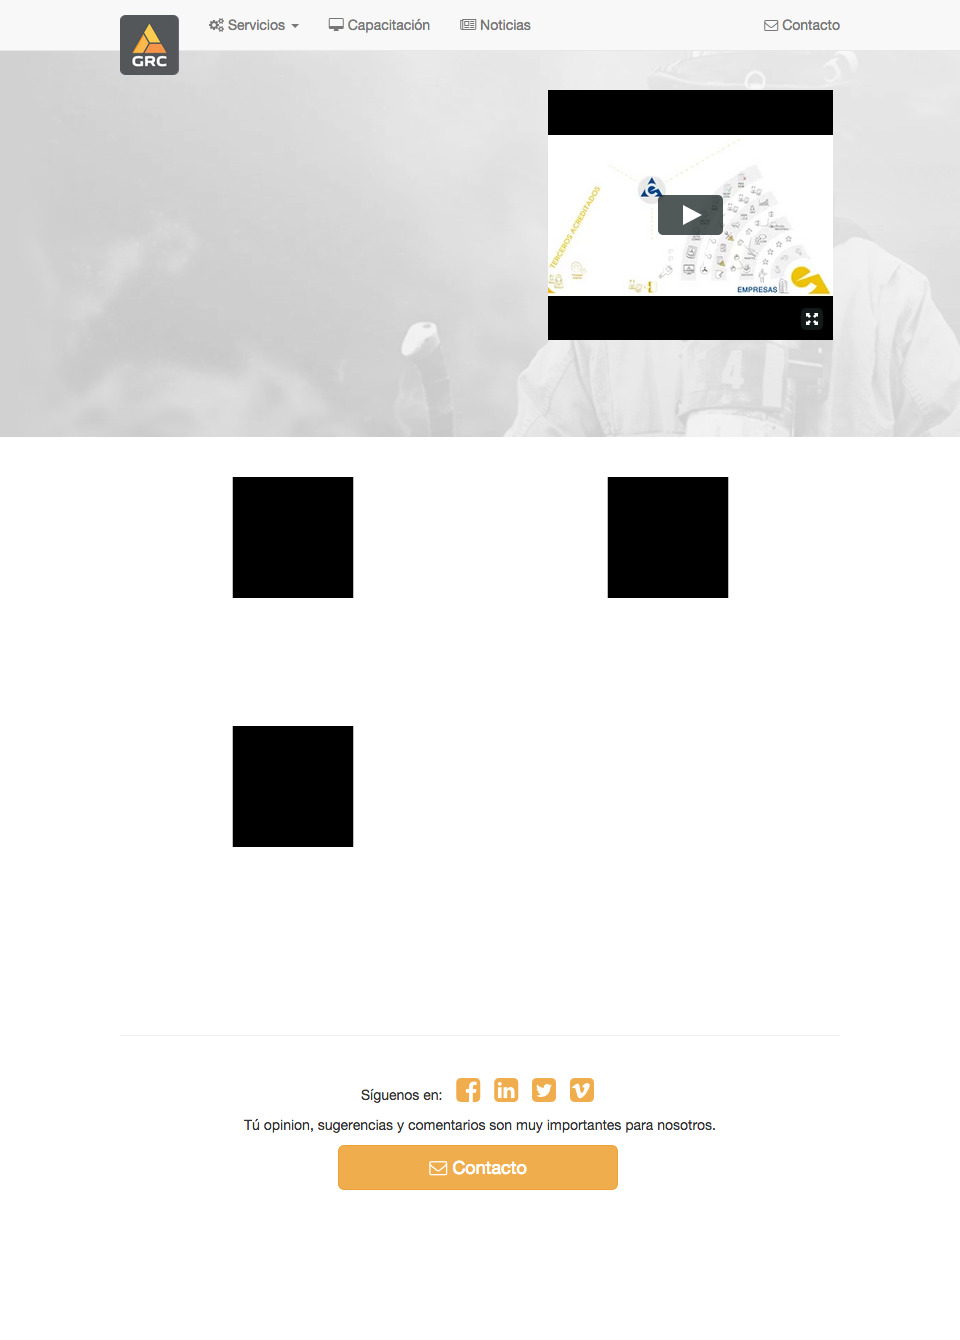 GRC
Servicios
Capacitación
Noticias
Contacto
TERCEROS ACREDITADOS
EMPRESAS
4
Síguenos en:
Tú opinion, sugerencias y comentarios son muy importantes para nosotros.
Contacto